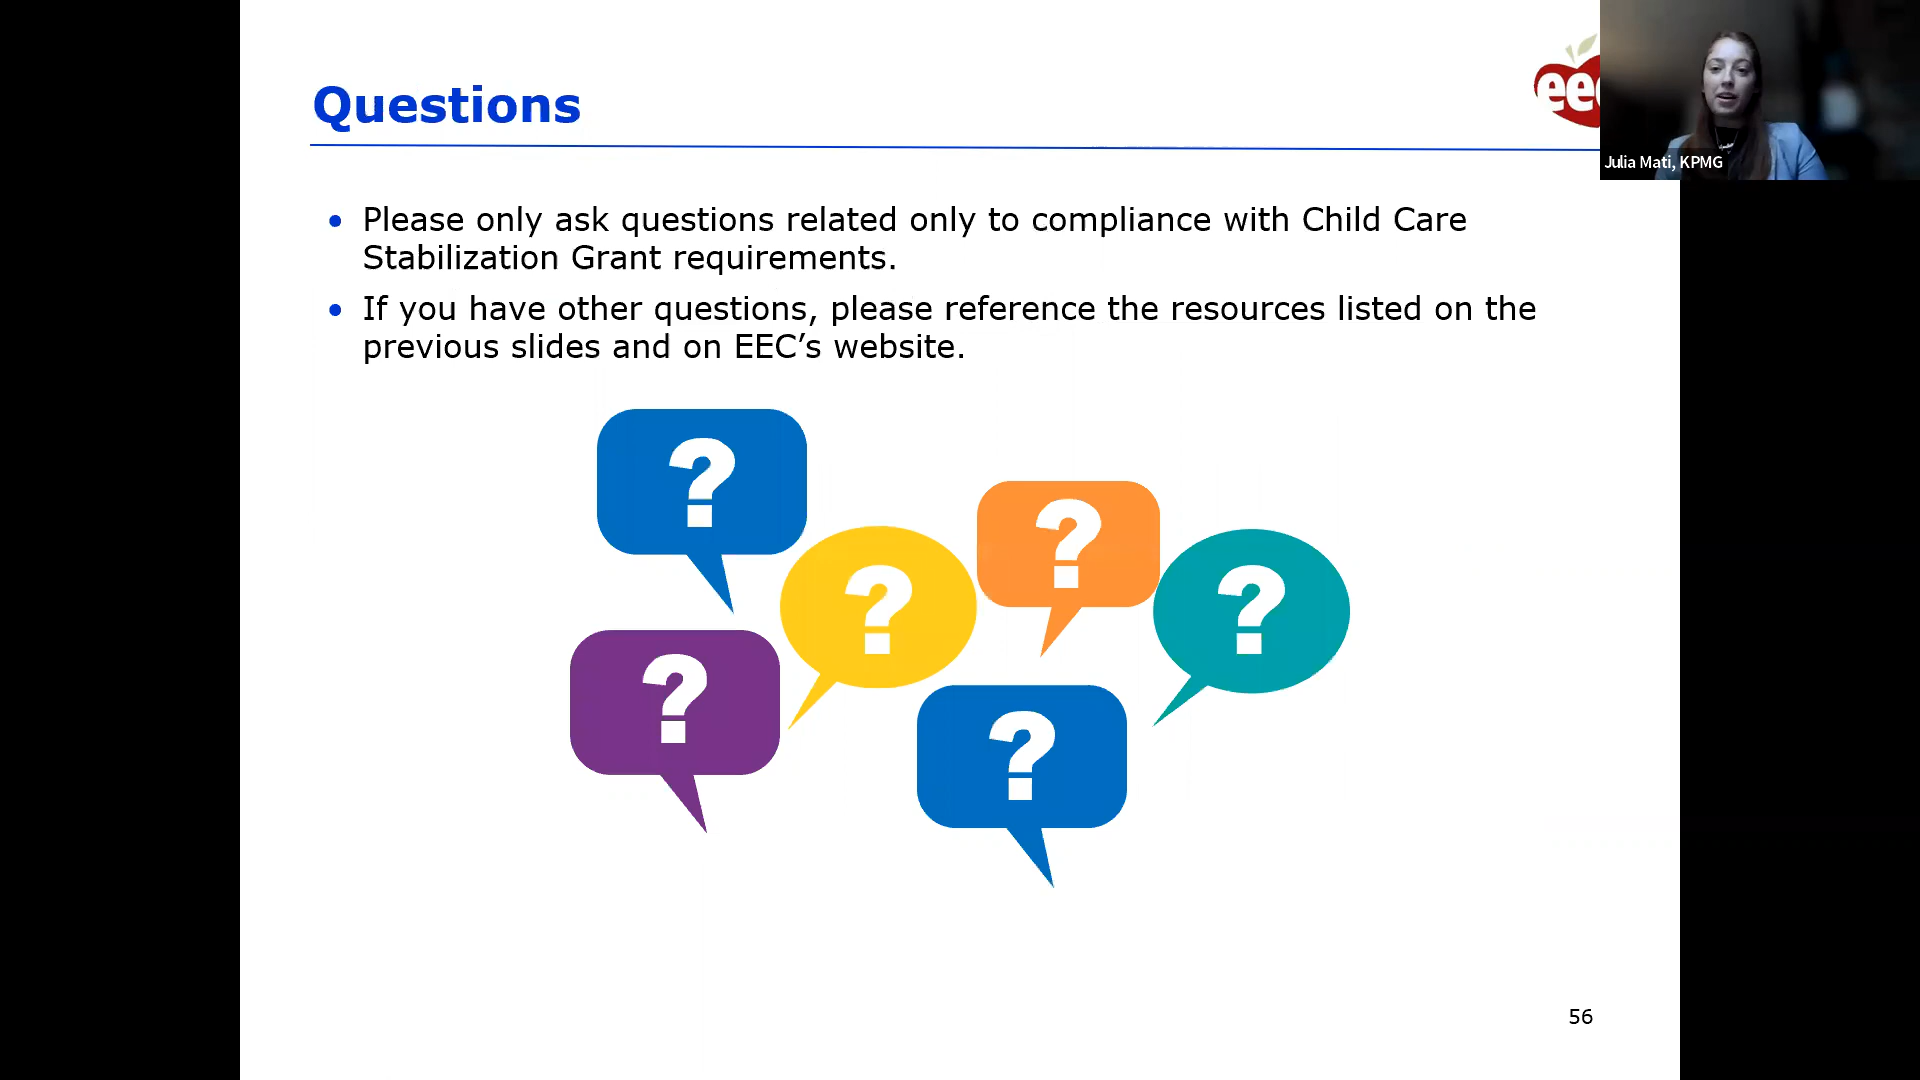 Questions
eec
Julia Mati, KPMG
• Please only ask questions related only to compliance with Child Care
Stabilization Grant requirements.
• If you have other questions, please reference the resources listed on the
previous slides and on EEC’s website.
?
?
?
?
?
?
56